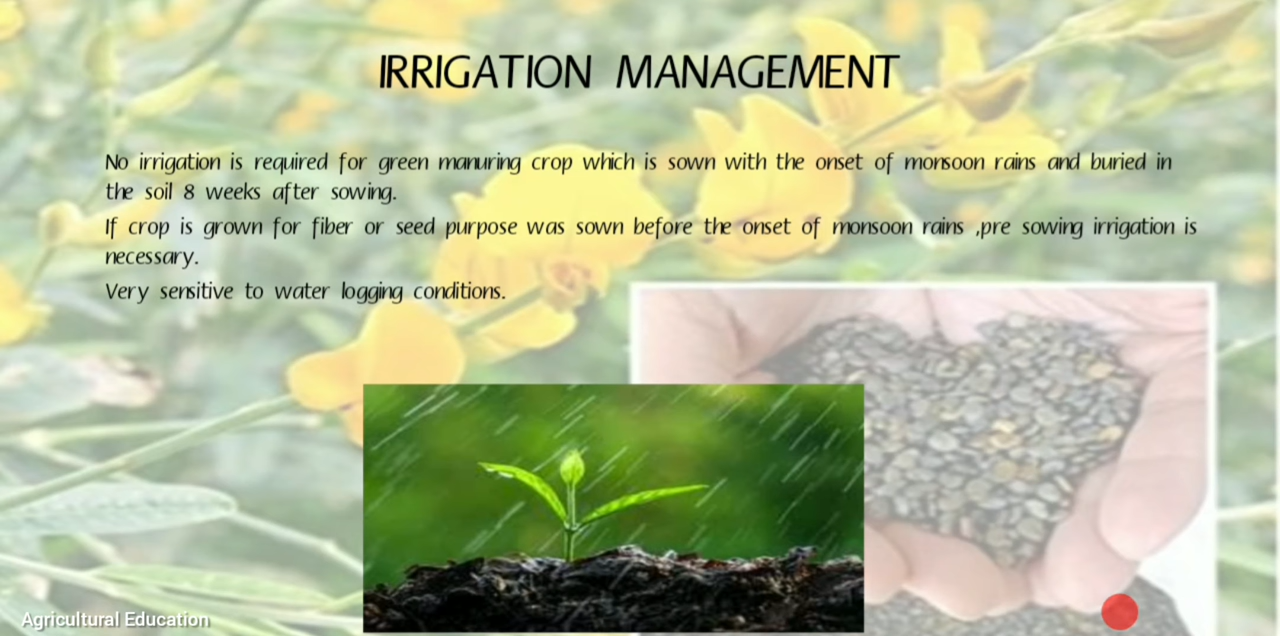 IRRIGATION MANAGEMENT
No irrigation is required for green manuring crop which is sown with the onset of monsoon rains and buried in
the soil 8 weeks after sowing.
If crop is grown for fiber or seed purpose was sown before the onset of monsoon rains ,pre sowing irrigation is
necessary.
Very sensitive to water logging conditions.
Agricultural Education